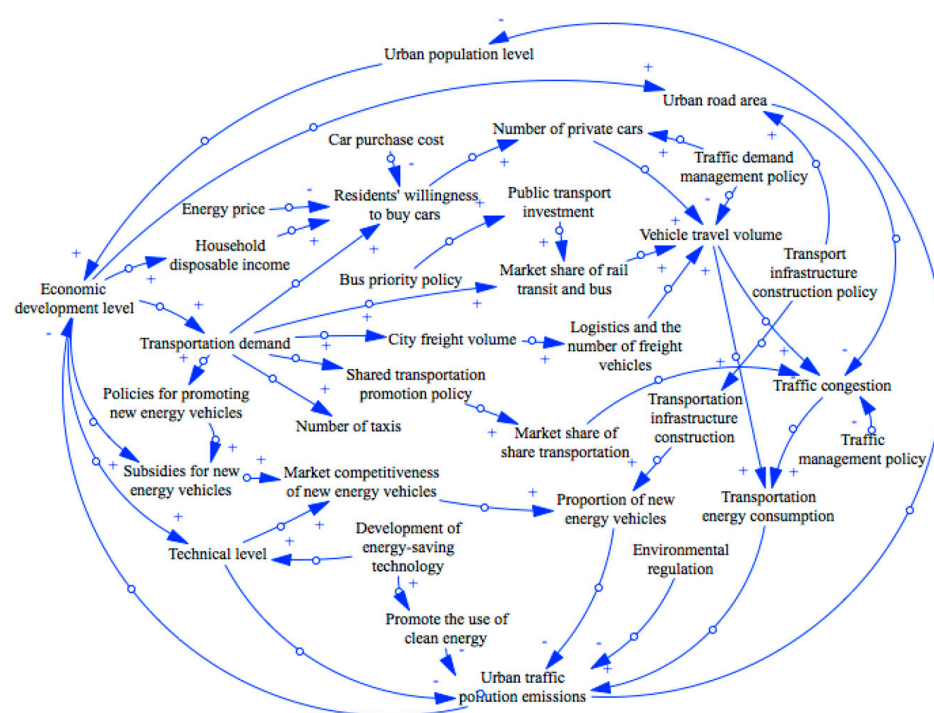 Urban population level
Urban road area
Car purchase cost
Number of private cars
Traffic demand
management policy
Residents' willingness
to buy cars
Public transport
investment
Energy price
Vehicle travel volume
Household
disposable income
Bus priority policy
Market share of rail
transit and bus
Transport
infrastructure
construction policy
Economic
development level
Transportation demand
City freight volume
Logistics and the
number of freight
vehicles
Shared transportation
promotion policy
Traffic congestion
Policies for promoting
new energy vehicles
Transportation
infrastructure
construction
Number of taxis
Market share of
share transportation
Traffic
management policy
Subsidies for new
energy vehicles
Market competitiveness
of new energy vehicles
Proportion of new
energy vehicles
Transportation
energy consumption
Technical level
Development of
energy-saving
technology
Environmental
regulation
Promote the use of
clean energy
Urban traffic
pollution emissions